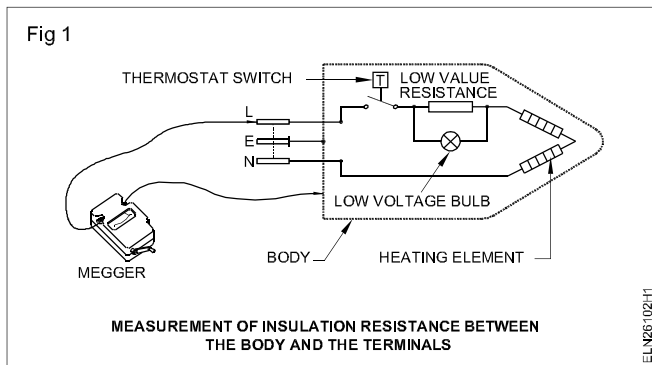 Fig 1
THERMOSTAT SWITCH
T
LOW VALUE
RESISTANCE
L
E
N
LOW VOLTAGE BULB
BODY
HEATING ELEMENT
MEGGER
MEASUREMENT OF INSULATION RESISTANCE BETWEEN
THE BODY AND THE TERMINALS
ELN26102H1